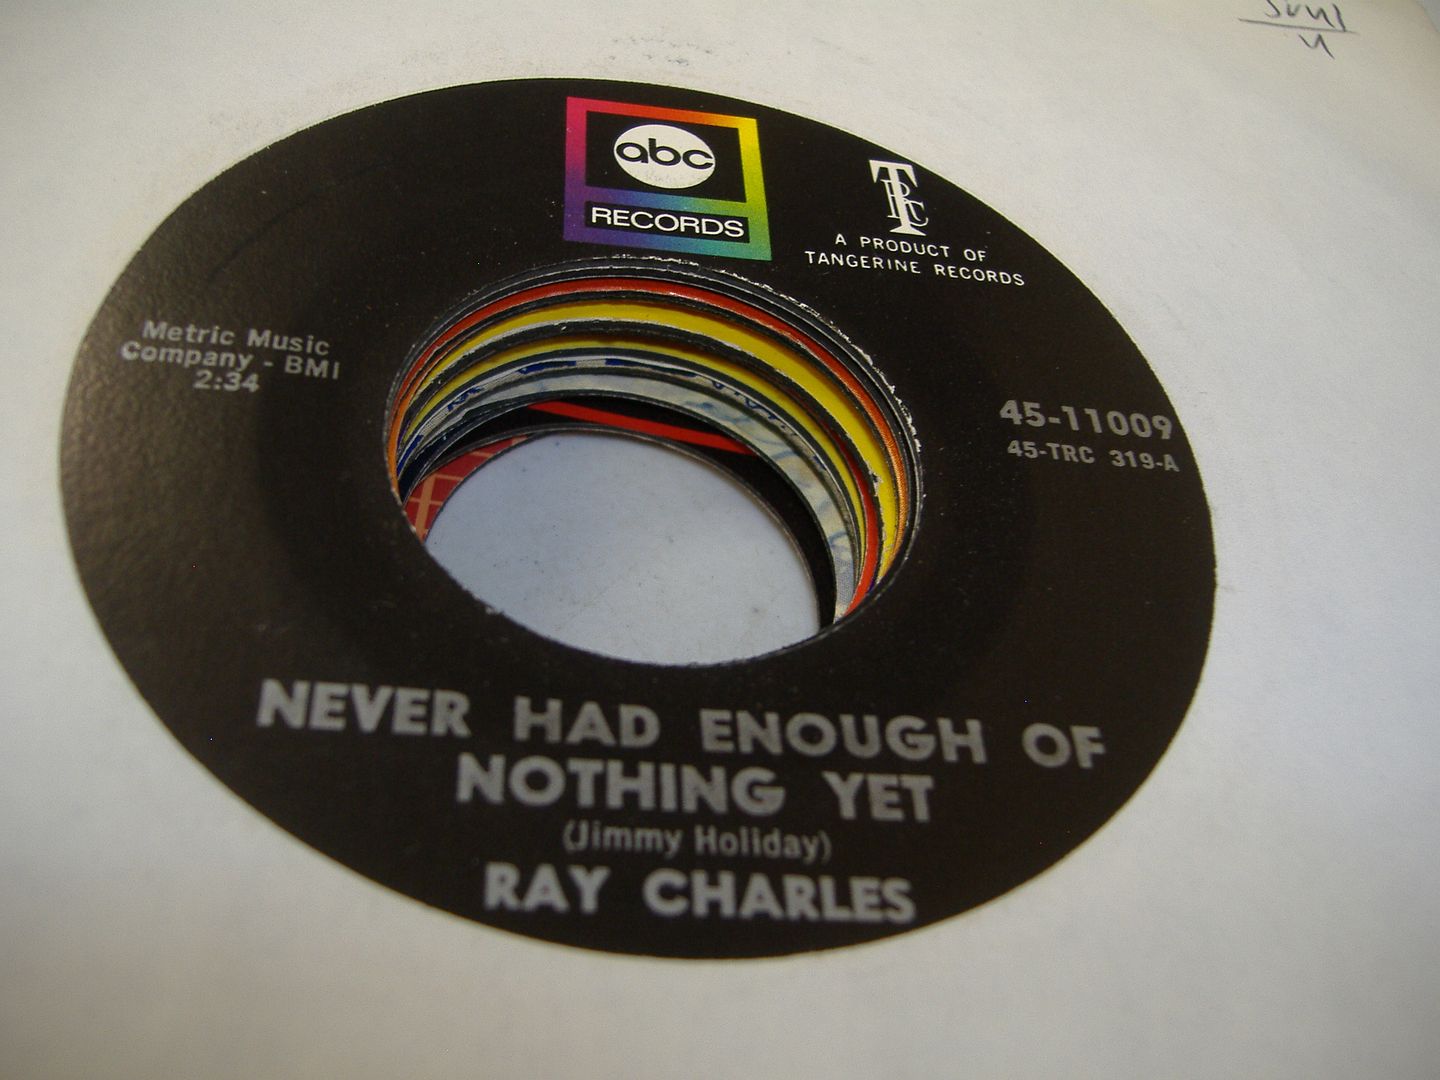 Soul
abc
RECORDS
TRC
A PRODUCT OF
TANGERINE RECORDS
Metric Music
Company - BMI
2:34
45-11009
45-TRC 319-A
NEVER HAD ENOUGH OF
NOTHING YET
(Jimmy Holiday)
RAY CHARLES